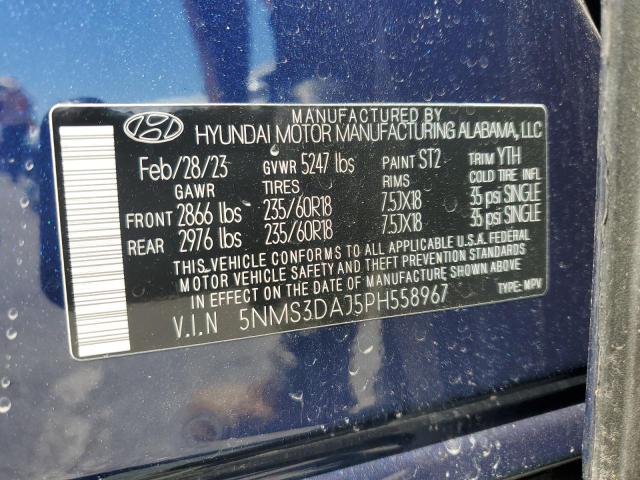 MANUFACTURED BY
HYUNDAI MOTOR MANUFACTURING ALABAMA, LLC
Feb/28/23 GVWR 5247 lbs PAINT ST2 TRIM YTH
GAWR TIRES RIMS COLD TIRE INFL
FRONT 2866 lbs 235/60R18 7.5JX18 35 psi SINGLE
REAR 2976 lbs 235/60R18 7.5JX18 35 psi SINGLE
THIS VEHICLE CONFORMS TO ALL APPLICABLE U.S.A. FEDERAL
MOTOR VEHICLE SAFETY AND THEFT PREVENTION STANDARDS
IN EFFECT ON THE DATE OF MANUFACTURE SHOWN ABOVE.
V.I.N 5NMS3DAJ5PH558967 TYPE: MPV